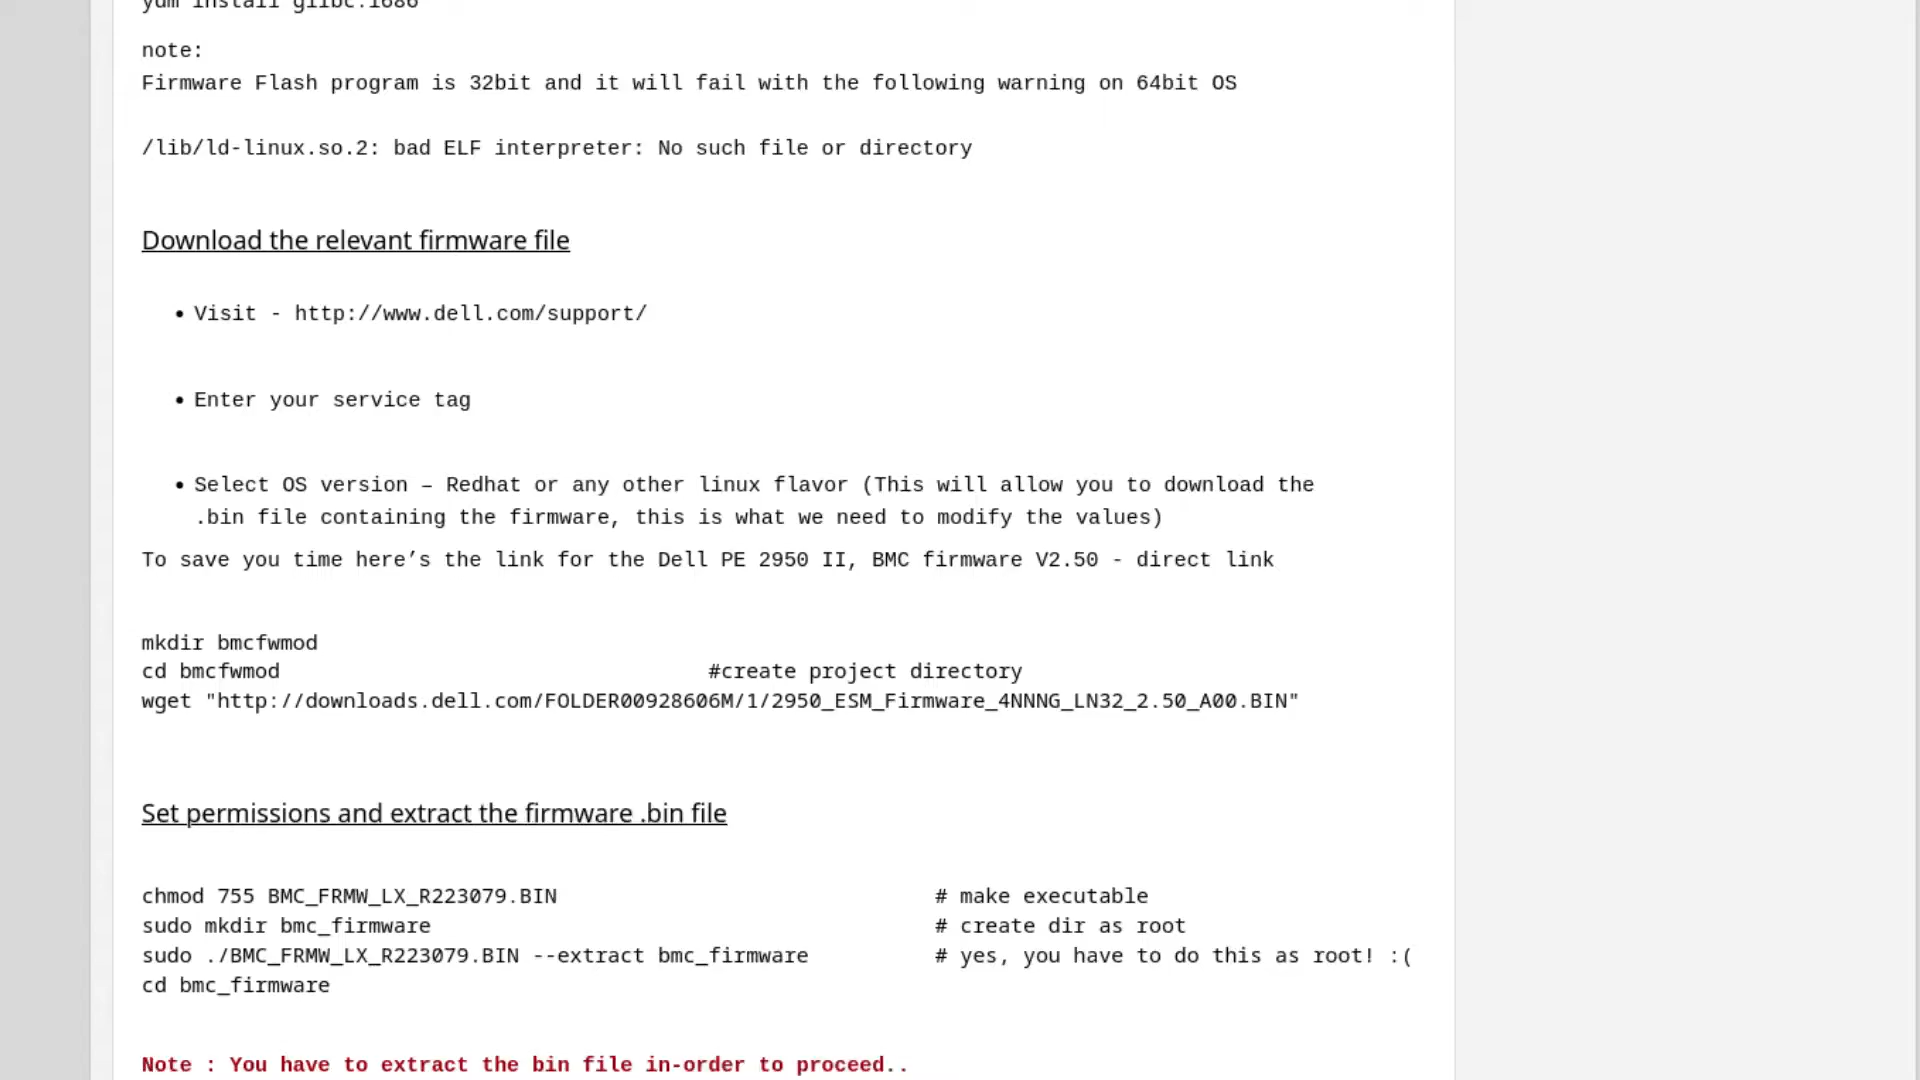 yum install glibc.i686
note:
Firmware Flash program is 32bit and it will fail with the following warning on 64bit OS
/lib/ld-linux.so.2: bad ELF interpreter: No such file or directory
Download the relevant firmware file
• Visit - http://www.dell.com/support/
• Enter your service tag
• Select OS version – Redhat or any other linux flavor (This will allow you to download the
.bin file containing the firmware, this is what we need to modify the values)
To save you time here’s the link for the Dell PE 2950 II, BMC firmware V2.50 - direct link
mkdir bmcfwmod
cd bmcfwmod #create project directory
wget "http://downloads.dell.com/FOLDER00928606M/1/2950_ESM_Firmware_4NNNG_LN32_2.50_A00.BIN"
Set permissions and extract the firmware .bin file
chmod 755 BMC_FRMW_LX_R223079.BIN # make executable
sudo mkdir bmc_firmware # create dir as root
sudo ./BMC_FRMW_LX_R223079.BIN --extract bmc_firmware # yes, you have to do this as root! :(
cd bmc_firmware
Note : You have to extract the bin file in-order to proceed..